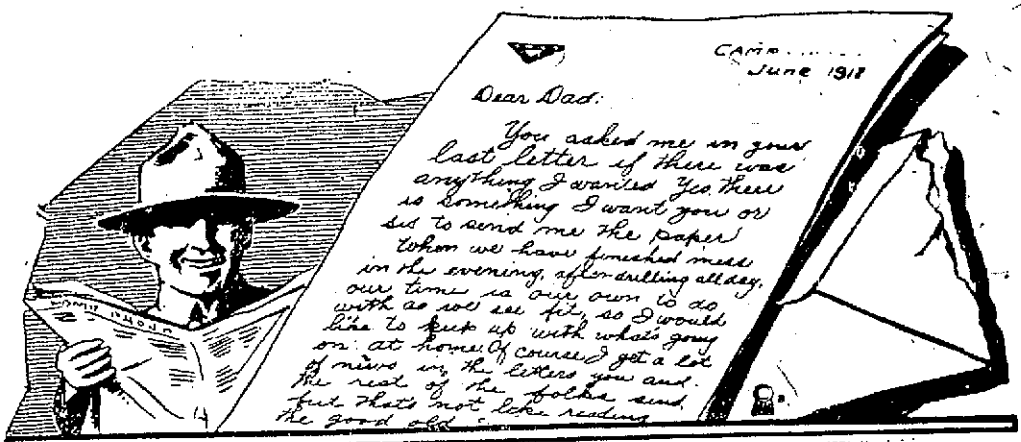 CAMP........
June 1918
Dear Dad:
You asked me in your
last letter if there was
anything I wanted Yes, there
is something I want you or
sis to send me the paper
When we have finished mess
in the evening, after drilling all day,
our time is our own to do
with as we see fit, so I would
like to keep up with what's going
on at home. Of course I get a lot
of news in the letters you and
the rest of the folks send,
but that's not like reading
the good old